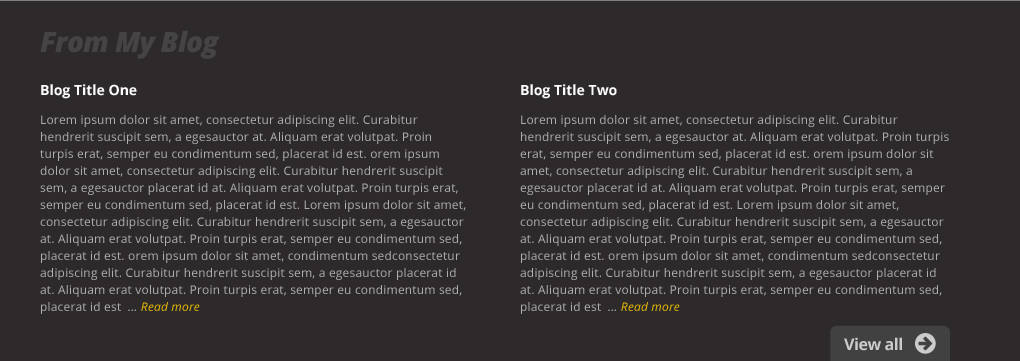 From My Blog
Blog Title One
Lorem ipsum dolor sit amet, consectetur adipiscing elit. Curabitur
hendrerit suscipit sem, a egesauctor at. Aliquam erat volutpat. Proin
turpis erat, semper eu condimentum sed, placerat id est. orem ipsum
dolor sit amet, consectetur adipiscing elit. Curabitur hendrerit suscipit
sem, a egesauctor placerat id at. Aliquam erat volutpat. Proin turpis erat,
semper eu condimentum sed, placerat id est. Lorem ipsum dolor sit amet,
consectetur adipiscing elit. Curabitur hendrerit suscipit sem, a egesauctor
at. Aliquam erat volutpat. Proin turpis erat, semper eu condimentum sed,
placerat id est. orem ipsum dolor sit amet, condimentum sedconsectetur
adipiscing elit. Curabitur hendrerit suscipit sem, a egesauctor placerat id
at. Aliquam erat volutpat. Proin turpis erat, semper eu condimentum sed,
placerat id est ... Read more
Blog Title Two
Lorem ipsum dolor sit amet, consectetur adipiscing elit. Curabitur
hendrerit suscipit sem, a egesauctor at. Aliquam erat volutpat. Proin turpis
erat, semper eu condimentum sed, placerat id est. orem ipsum dolor sit
amet, consectetur adipiscing elit. Curabitur hendrerit suscipit sem, a
egesauctor placerat id at. Aliquam erat volutpat. Proin turpis erat, semper
eu condimentum sed, placerat id est. Lorem ipsum dolor sit amet,
consectetur adipiscing elit. Curabitur hendrerit suscipit sem, a egesauctor
at. Aliquam erat volutpat. Proin turpis erat, semper eu condimentum sed,
placerat id est. orem ipsum dolor sit amet, condimentum sedconsectetur
adipiscing elit. Curabitur hendrerit suscipit sem, a egesauctor placerat id
at. Aliquam erat volutpat. Proin turpis erat, semper eu condimentum sed,
placerat id est ... Read more
View all